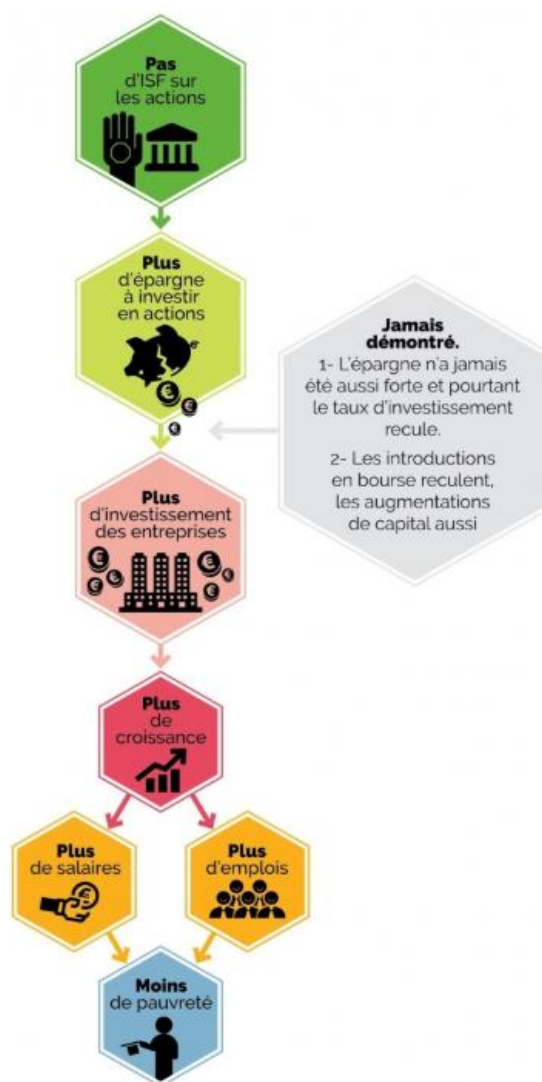 Pas
d'ISF sur
les actions
Plus
d'épargne
à investir
en actions
Jamais
démontré.
1- L'épargne n'a jamais
été aussi forte et pourtant
le taux d'investissement
recule.
2- Les introductions
en bourse reculent,
les augmentations
de capital aussi
Plus
d'investissement
des entreprises
Plus
de
croissance
Plus
de salaires
Plus
d'emplois
Moins
de pauvreté